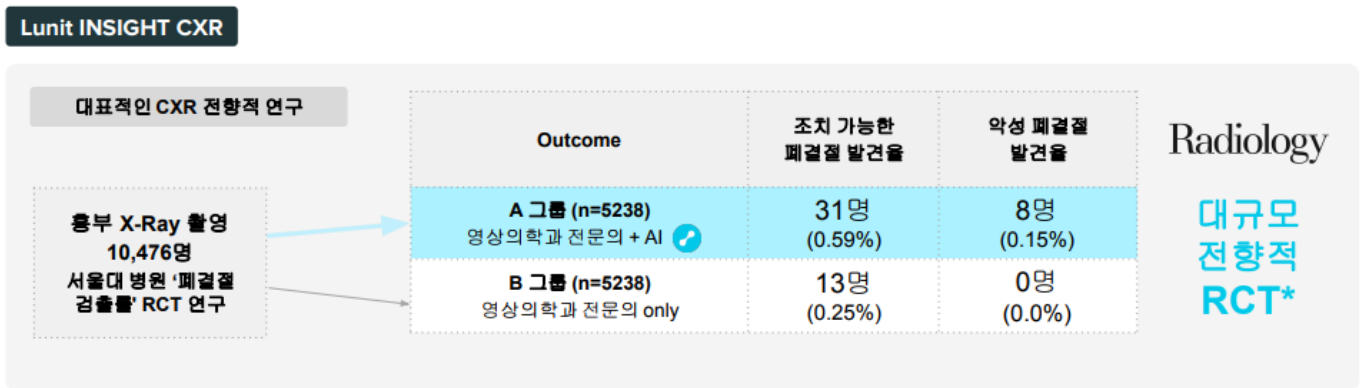 Lunit INSIGHT CXR
대표적인 CXR 전향적 연구
흉부 X-Ray 촬영
10,476명
서울대 병원 ‘폐결절
검출률' RCT 연구
Outcome
조치 가능한
폐결절 발견율
악성 폐결절
발견율
A 그룹 (n=5238)
영상의학과 전문의 + AI
31명
(0.59%)
8명
(0.15%)
B 그룹 (n=5238)
영상의학과 전문의 only
13명
(0.25%)
0명
(0.0%)
Radiology
대규모
전향적
RCT*